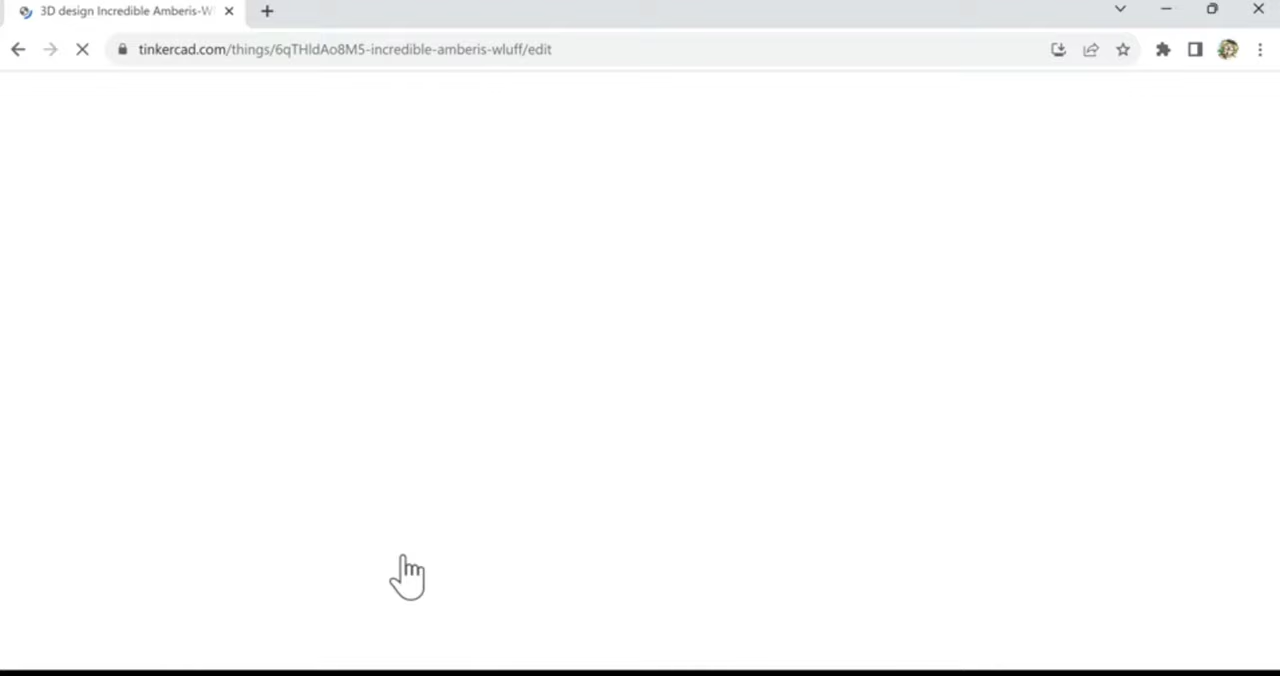 3D design Incredible Amberis-W
tinkercad.com/things/6qTHldAo8M5-incredible-amberis-wluff/edit